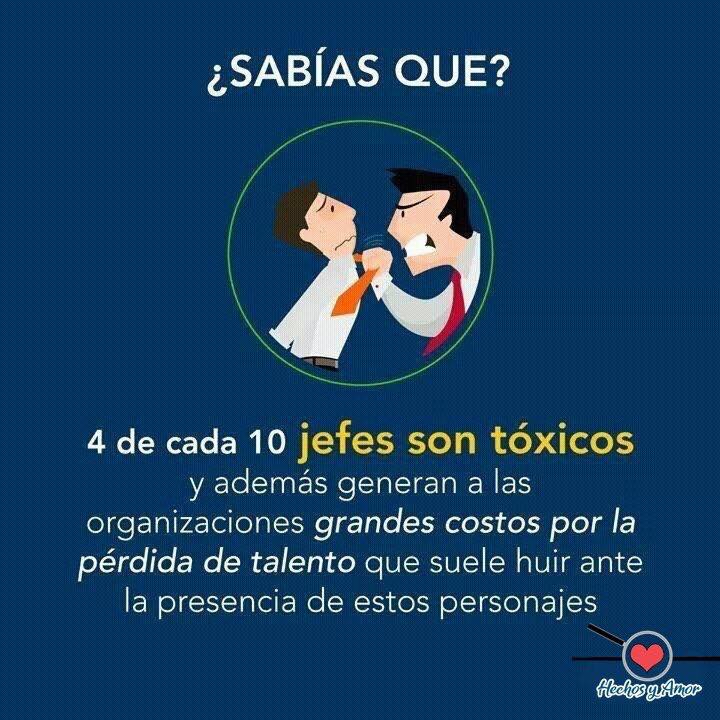 ¿SABÍAS QUE?
4 de cada 10 jefes son tóxicos
y además generan a las
organizaciones grandes costos por la
pérdida de talento que suele huir ante
la presencia de estos personajes
Hechos y Amor